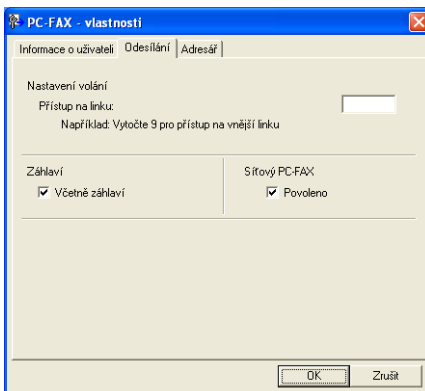 PC-FAX - vlastnosti
Informace o uživateli Odesílání Adresář
Nastavení volání
Přístup na linku:
Například: Vytočte 9 pro přístup na vnější linku
Záhlaví Síťový PC-FAX
Včetně záhlaví Povoleno
OK Zrušit